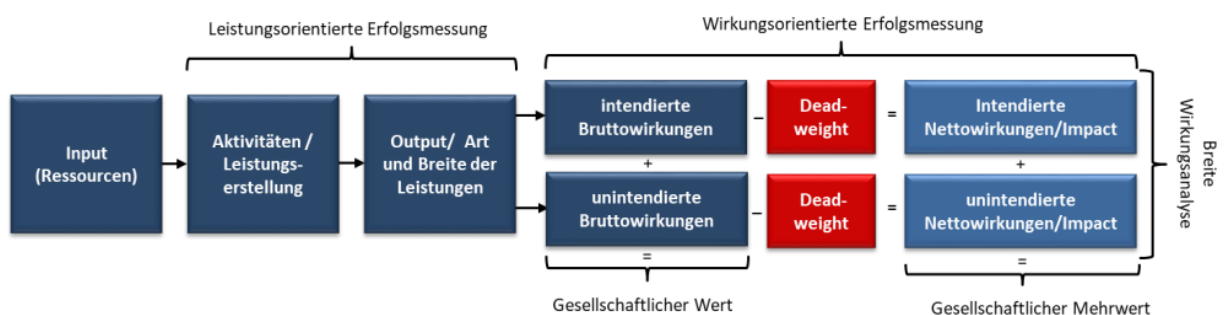 Leistungsorientierte Erfolgsmessung
Wirkungsorientierte Erfolgsmessung
Input
(Ressourcen)
Aktivitäten /
Leistungs-
erstellung
Output/ Art
und Breite der
Leistungen
intendierte
Bruttowirkungen
–
Dead-
weight
=
Intendierte
Nettowirkungen/Impact
+
+
unintendierte
Bruttowirkungen
–
Dead-
weight
=
unintendierte
Nettowirkungen/Impact
=
=
Breite
Wirkungsanalyse
Gesellschaftlicher Wert
Gesellschaftlicher Mehrwert